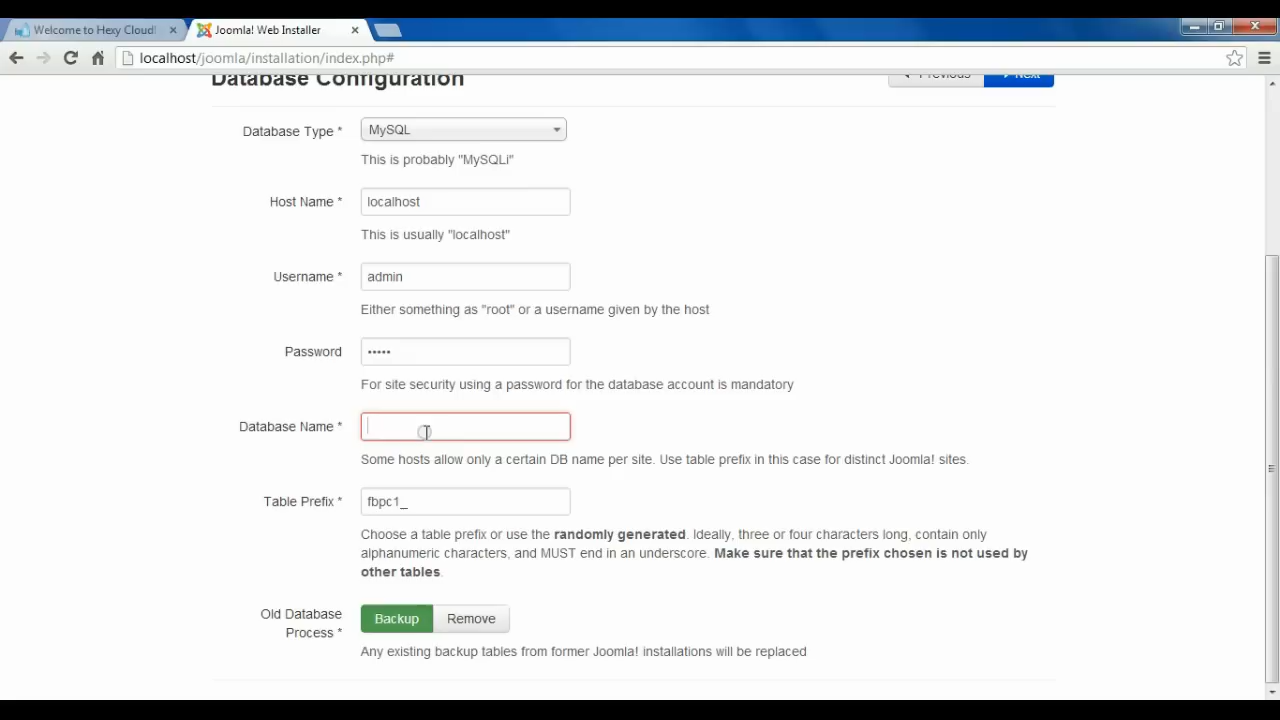 Welcome to Hexy Cloud!
Joomla! Web Installer
localhost/joomla/installation/index.php#
Database Configuration
Previous
Next
Database Type *
MySQL
This is probably "MySQLi"
Host Name *
localhost
This is usually "localhost"
Username *
admin
Either something as "root" or a username given by the host
Password
•••••
For site security using a password for the database account is mandatory
Database Name *
Some hosts allow only a certain DB name per site. Use table prefix in this case for distinct Joomla! sites.
Table Prefix *
fbpc1_
Choose a table prefix or use the randomly generated. Ideally, three or four characters long, contain only
alphanumeric characters, and MUST end in an underscore. Make sure that the prefix chosen is not used by
other tables.
Old Database
Process *
Backup
Remove
Any existing backup tables from former Joomla! installations will be replaced